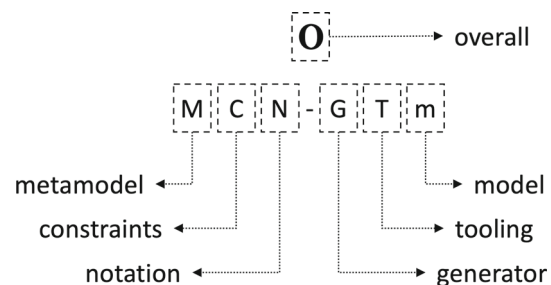 O overall
M C N - G T m
metamodel model
constraints tooling
notation generator